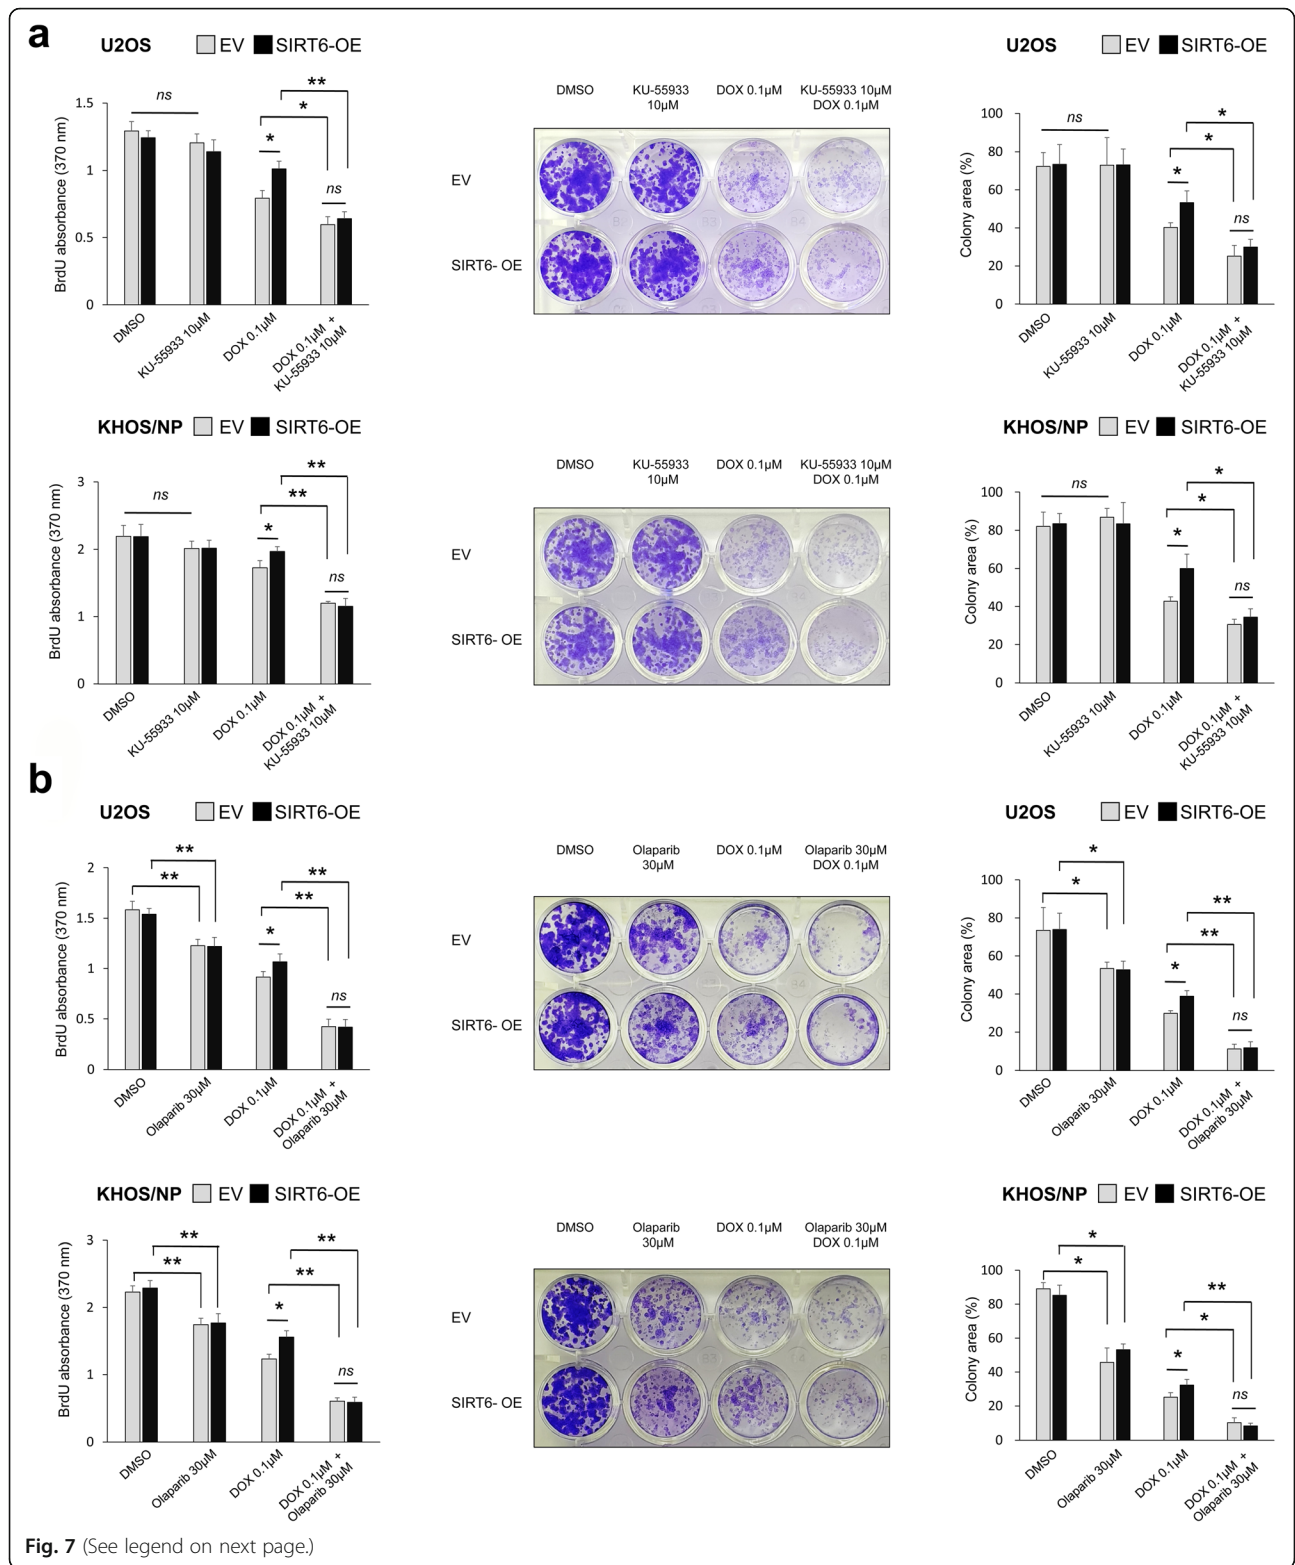 a
U2OS EV SIRT6-OE
BrdU absorbance (370 nm)
1.5
1
0.5
0
ns
*
*
**
ns
DMSO
KU-55933 10µM
DOX 0.1µM
DOX 0.1µM +
KU-55933 10µM
DMSO KU-55933 DOX 0.1µM KU-55933 10µM
10µM DOX 0.1µM
EV
SIRT6- OE
U2OS EV SIRT6-OE
Colony area (%)
100
80
60
40
20
0
ns
*
*
*
ns
DMSO
KU-55933 10µM
DOX 0.1µM
DOX 0.1µM +
KU-55933 10µM
KHOS/NP EV SIRT6-OE
BrdU absorbance (370 nm)
3
2
1
0
ns
*
**
**
ns
DMSO
KU-55933 10µM
DOX 0.1µM
DOX 0.1µM +
KU-55933 10µM
DMSO KU-55933 DOX 0.1µM KU-55933 10µM
10µM DOX 0.1µM
EV
SIRT6- OE
KHOS/NP EV SIRT6-OE
Colony area (%)
100
80
60
40
20
0
ns
*
*
*
ns
DMSO
KU-55933 10µM
DOX 0.1µM
DOX 0.1µM +
KU-55933 10µM
b
U2OS EV SIRT6-OE
BrdU absorbance (370 nm)
2
1.5
1
0.5
0
**
**
*
**
**
ns
DMSO
Olaparib 30µM
DOX 0.1µM
DOX 0.1µM +
Olaparib 30µM
DMSO Olaparib DOX 0.1µM Olaparib 30µM
30µM DOX 0.1µM
EV
SIRT6- OE
U2OS EV SIRT6-OE
Colony area (%)
100
80
60
40
20
0
*
*
*
**
**
ns
DMSO
Olaparib 30µM
DOX 0.1µM
DOX 0.1µM +
Olaparib 30µM
KHOS/NP EV SIRT6-OE
BrdU absorbance (370 nm)
3
2
1
0
**
**
*
**
**
ns
DMSO
Olaparib 30µM
DOX 0.1µM
DOX 0.1µM +
Olaparib 30µM
DMSO Olaparib DOX 0.1µM Olaparib 30µM
30µM DOX 0.1µM
EV
SIRT6- OE
KHOS/NP EV SIRT6-OE
Colony area (%)
100
80
60
40
20
0
*
*
*
*
**
ns
DMSO
Olaparib 30µM
DOX 0.1µM
DOX 0.1µM +
Olaparib 30µM
Fig. 7 (See legend on next page.)